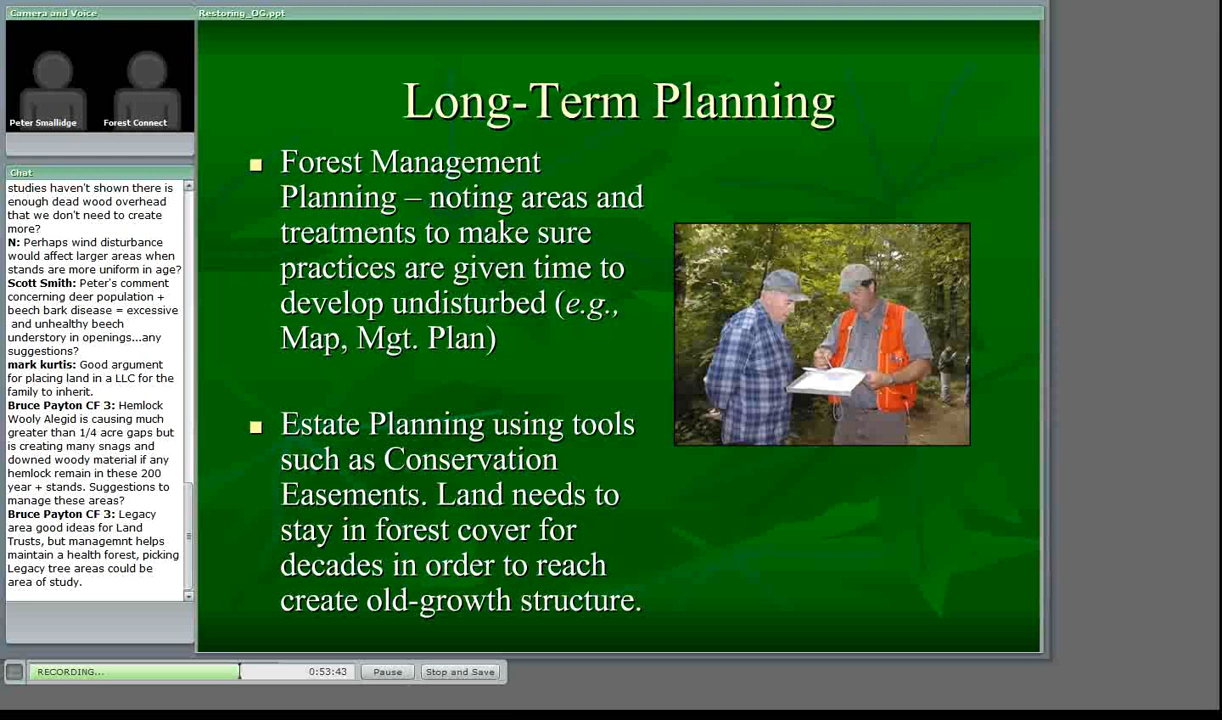 Camera and Voice
Restoring_OG.ppt
Peter Smallidge
Forest Connect
Chat
studies haven't shown there is
enough dead wood overhead
that we don't need to create
more?
N: Perhaps wind disturbance
would affect larger areas when
stands are more uniform in age?
Scott Smith: Peter's comment
concerning deer population +
beech bark disease = excessive
and unhealthy beech
understory in openings...any
suggestions?
mark kurtis: Good argument
for placing land in a LLC for the
family to inherit.
Bruce Payton CF 3: Hemlock
Wooly Alegid is causing much
greater than 1/4 acre gaps but
is creating many snags and
downed woody material if any
hemlock remain in these 200
year + stands. Suggestions to
manage these areas?
Bruce Payton CF 3: Legacy
area good ideas for Land
Trusts, but managemnt helps
maintain a health forest, picking
Legacy tree areas could be
area of study.
Long-Term Planning
Forest Management
Planning – noting areas and
treatments to make sure
practices are given time to
develop undisturbed (e.g.,
Map, Mgt. Plan)
Estate Planning using tools
such as Conservation
Easements. Land needs to
stay in forest cover for
decades in order to reach
create old-growth structure.
RECORDING...
0:53:43
Pause
Stop and Save